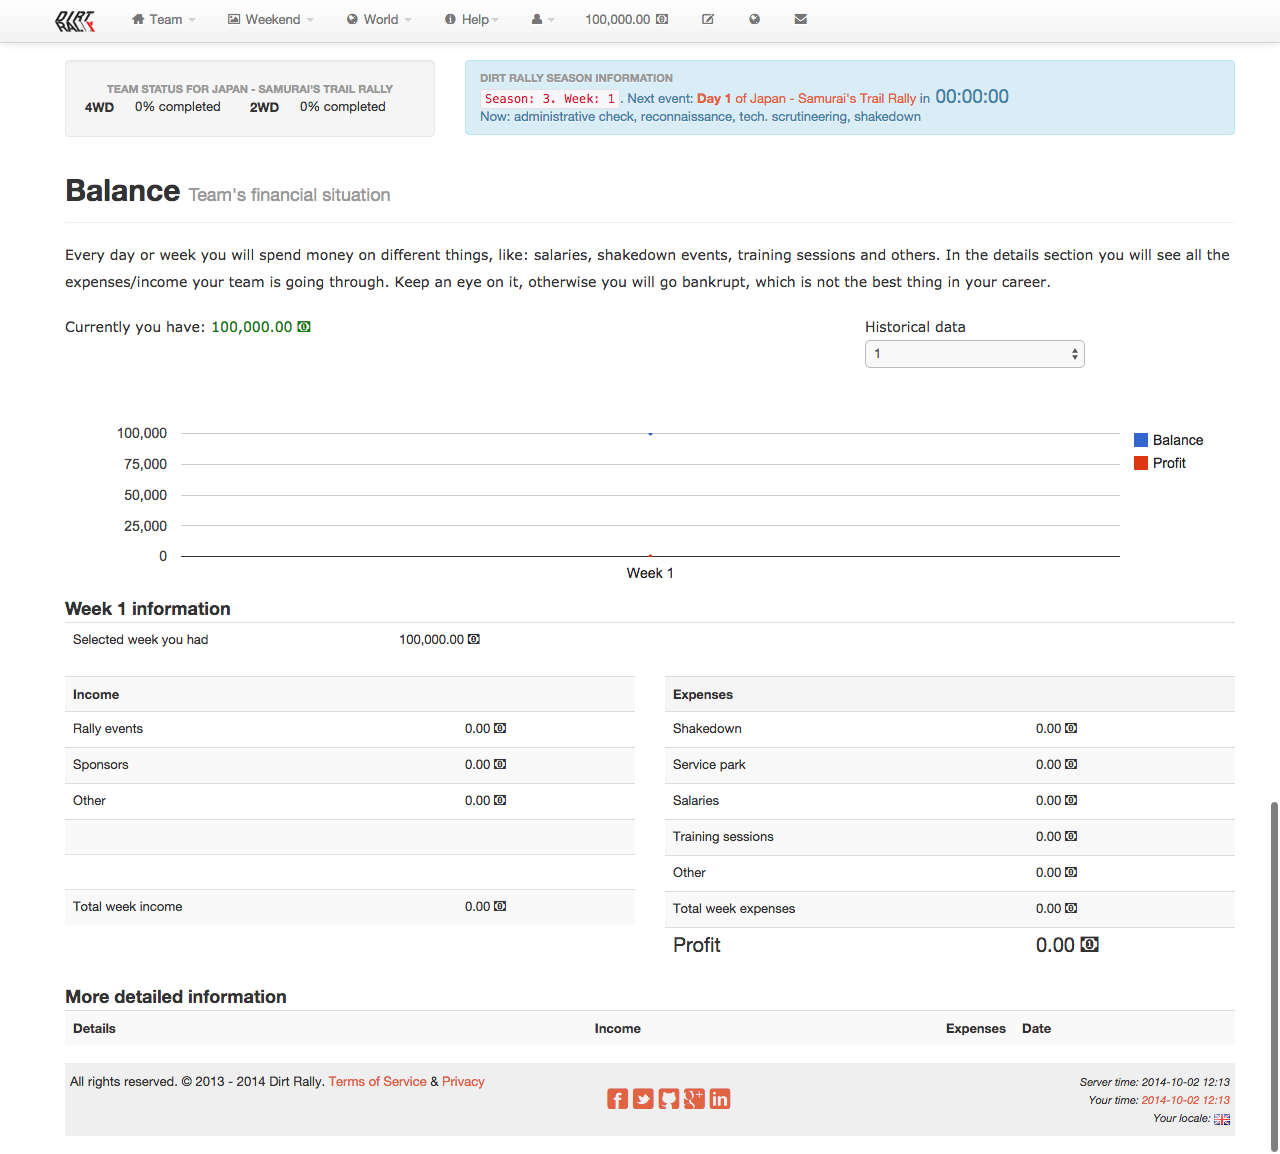 DIRT RALLY
Team
Weekend
World
Help
100,000.00
TEAM STATUS FOR JAPAN - SAMURAI'S TRAIL RALLY
4WD 0% completed 2WD 0% completed
DIRT RALLY SEASON INFORMATION
Season: 3. Week: 1 . Next event: Day 1 of Japan - Samurai's Trail Rally in 00:00:00
Now: administrative check, reconnaissance, tech. scrutineering, shakedown
Balance Team's financial situation
Every day or week you will spend money on different things, like: salaries, shakedown events, training sessions and others. In the details section you will see all the
expenses/income your team is going through. Keep an eye on it, otherwise you will go bankrupt, which is not the best thing in your career.
Currently you have: 100,000.00
Historical data
1
100,000
75,000
50,000
25,000
0
Week 1
Balance
Profit
Week 1 information
Selected week you had 100,000.00
Income
Rally events 0.00
Sponsors 0.00
Other 0.00
Total week income 0.00
Expenses
Shakedown 0.00
Service park 0.00
Salaries 0.00
Training sessions 0.00
Other 0.00
Total week expenses 0.00
Profit 0.00
More detailed information
Details Income Expenses Date
All rights reserved. © 2013 - 2014 Dirt Rally. Terms of Service & Privacy
Server time: 2014-10-02 12:13
Your time: 2014-10-02 12:13
Your locale: